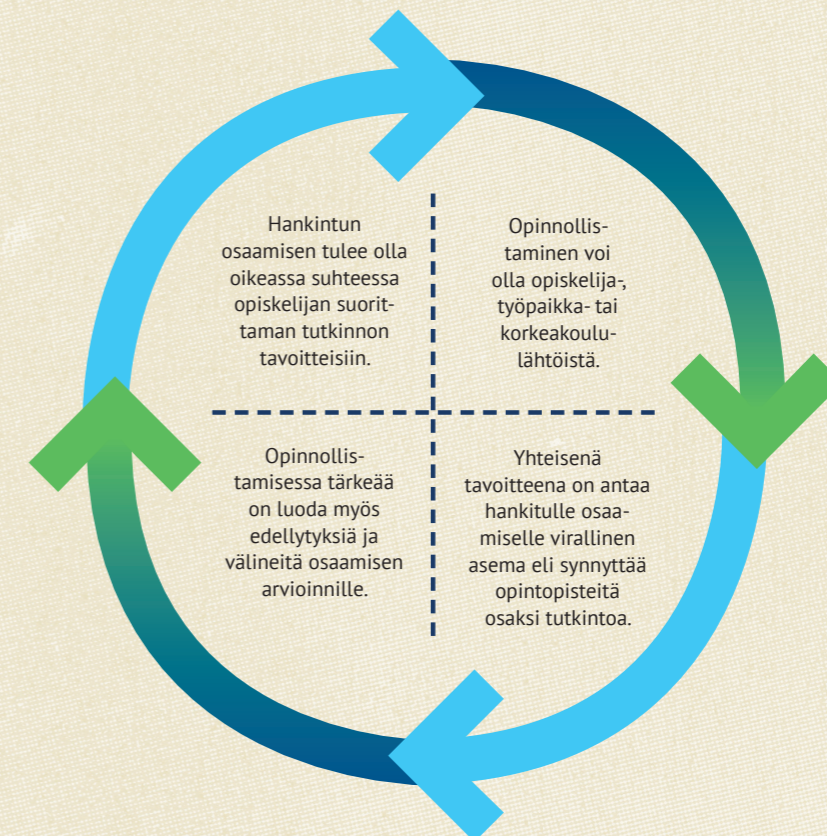 Hankintun
osaamisen tulee olla
oikeassa suhteessa
opiskelijan suorit-
taman tutkinnon
tavoitteisiin.
Opinnollis-
taminen voi
olla opiskelija-,
työpaikka- tai
korkeakoulu-
lähtöistä.
Opinnollis-
tamisessa tärkeää
on luoda myös
edellytyksiä ja
välineitä osaamisen
arvioinnille.
Yhteisenä
tavoitteena on antaa
hankitulle osaa-
miselle virallinen
asema eli synnyttää
opintopisteitä
osaksi tutkintoa.